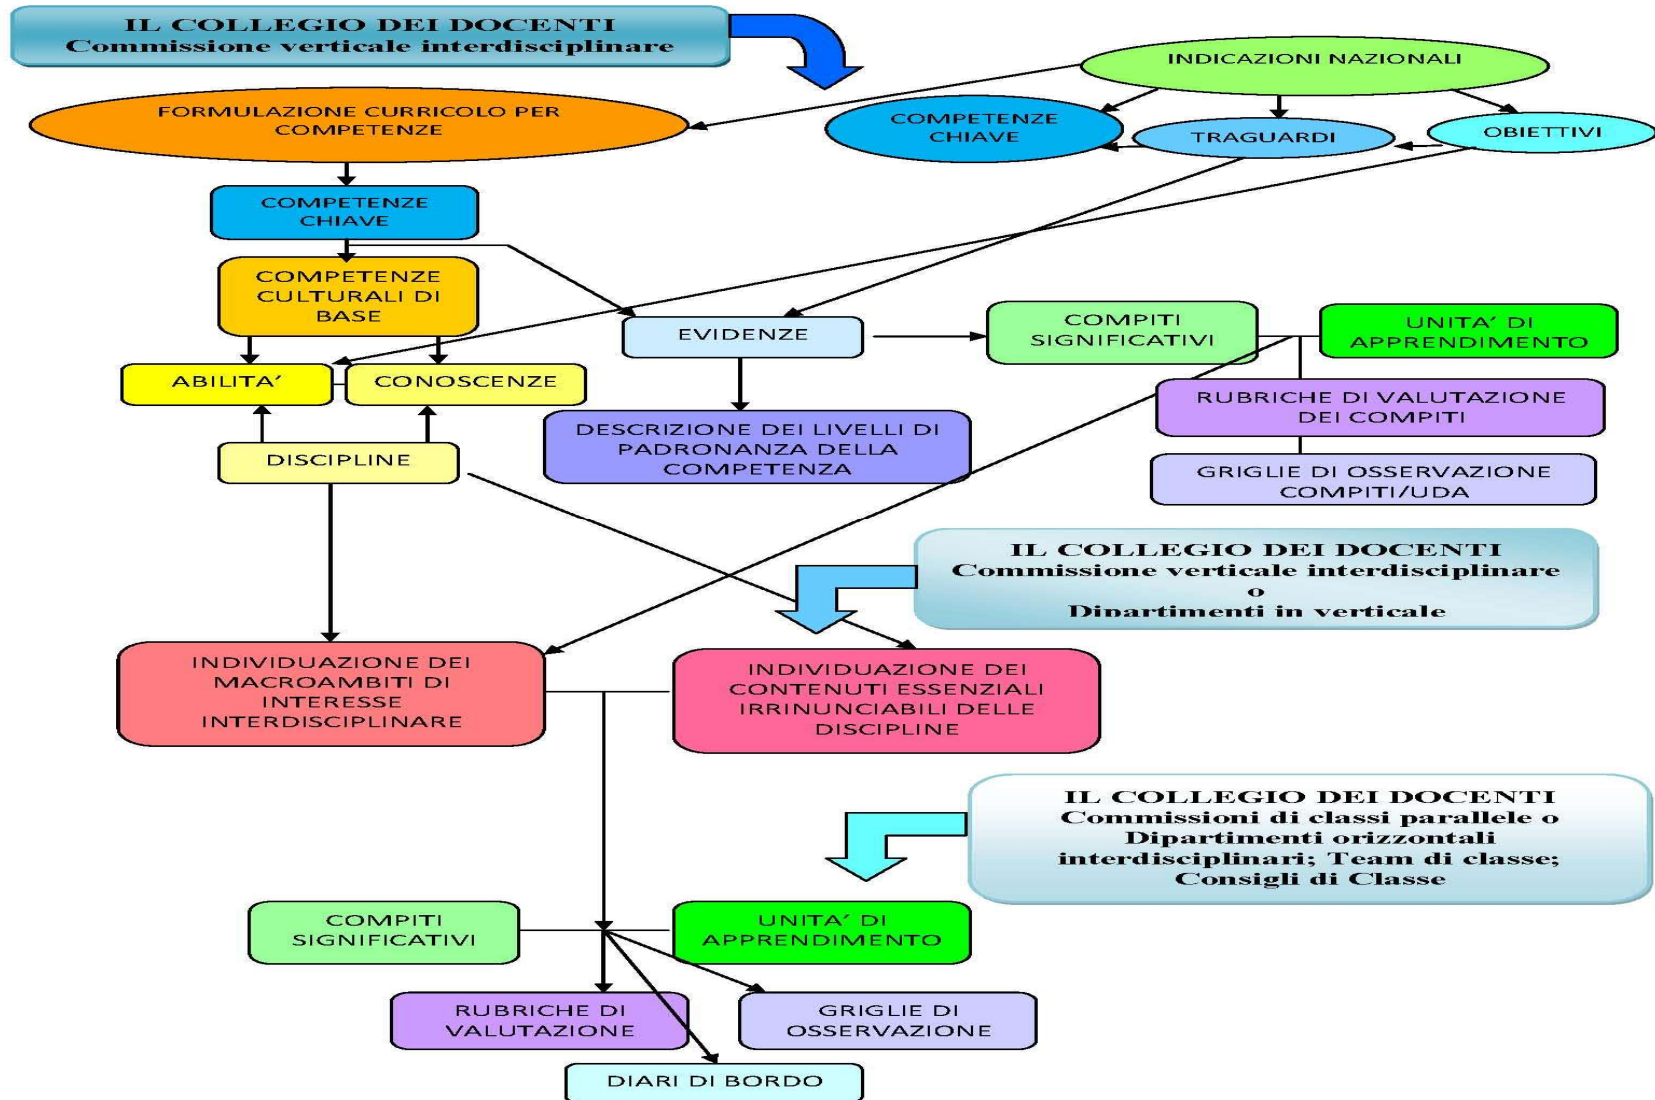 IL COLLEGIO DEI DOCENTI
Commissione verticale interdisciplinare
INDICAZIONI NAZIONALI
FORMULAZIONE CURRICOLO PER
COMPETENZE
COMPETENZE
CHIAVE
TRAGUARDI
OBIETTIVI
COMPETENZE
CHIAVE
COMPETENZE
CULTURALI DI
BASE
EVIDENZE
COMPITI
SIGNIFICATIVI
UNITA’ DI
APPRENDIMENTO
ABILITA’
CONOSCENZE
RUBRICHE DI VALUTAZIONE
DEI COMPITI
DISCIPLINE
DESCRIZIONE DEI LIVELLI DI
PADRONANZA DELLA
COMPETENZA
GRIGLIE DI OSSERVAZIONE
COMPITI/UDA
IL COLLEGIO DEI DOCENTI
Commissione verticale interdisciplinare
o
Dipartimenti in verticale
INDIVIDUAZIONE DEI
MACROAMBITI DI
INTERESSE
INTERDISCIPLINARE
INDIVIDUAZIONE DEI
CONTENUTI ESSENZIALI
IRRINUNCIABILI DELLE
DISCIPLINE
IL COLLEGIO DEI DOCENTI
Commissioni di classi parallele o
Dipartimenti orizzontali
interdisciplinari; Team di classe;
Consigli di Classe
COMPITI
SIGNIFICATIVI
UNITA’ DI
APPRENDIMENTO
RUBRICHE DI
VALUTAZIONE
GRIGLIE DI
OSSERVAZIONE
DIARI DI BORDO